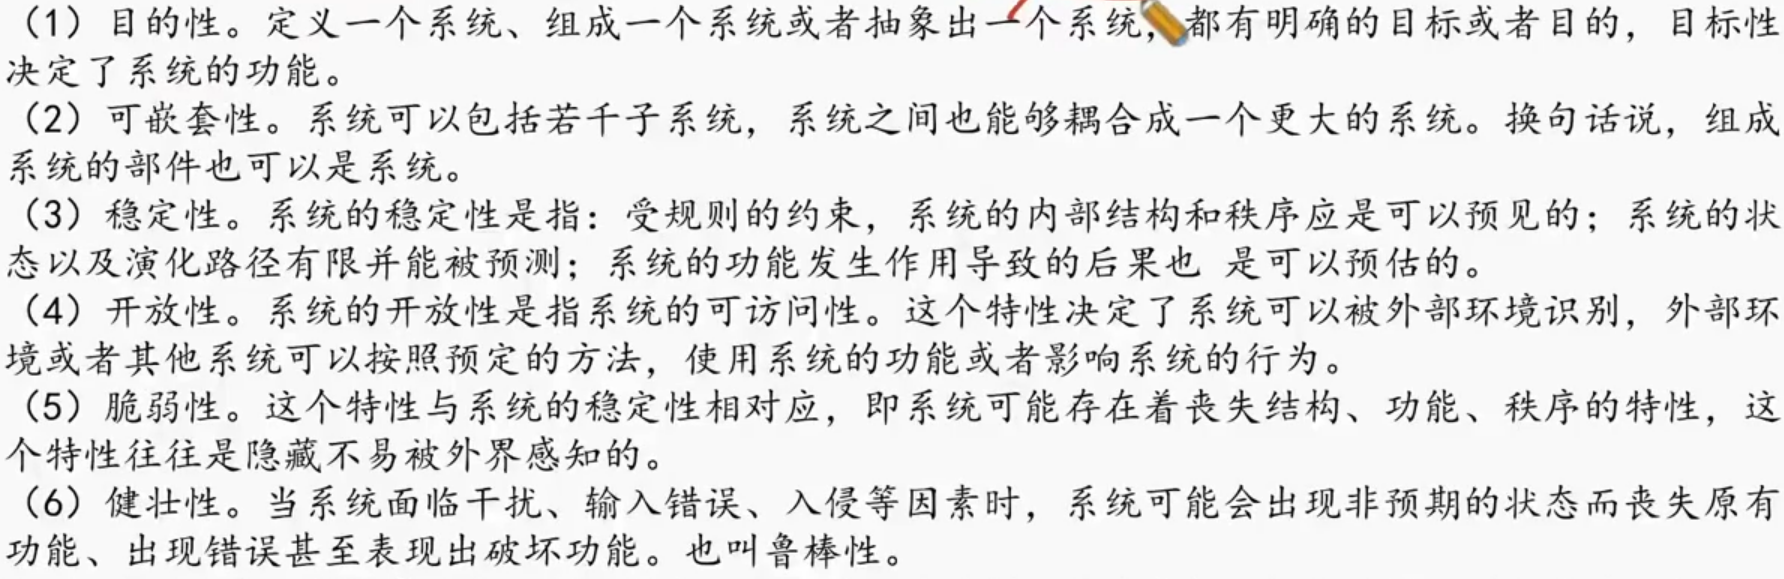 （1）目的性。定义一个系统、组成一个系统或者抽象出一个系统，都有明确的目标或者目的，目标性
决定了系统的功能。
（2）可嵌套性。系统可以包括若干子系统，系统之间也能够耦合成一个更大的系统。换句话说，组成
系统的部件也可以是系统。
（3）稳定性。系统的稳定性是指：受规则的约束，系统的内部结构和秩序应是可以预见的；系统的状
态以及演化路径有限并能被预测；系统的功能发生作用导致的后果也 是可以预估的。
（4）开放性。系统的开放性是指系统的可访问性。这个特性决定了系统可以被外部环境识别，外部环
境或者其他系统可以按照预定的方法，使用系统的功能或者影响系统的行为。
（5）脆弱性。这个特性与系统的稳定性相对应，即系统可能存在着丧失结构、功能、秩序的特性，这
个特性往往是隐藏不易被外界感知的。
（6）健壮性。当系统面临干扰、输入错误、入侵等因素时，系统可能会出现非预期的状态而丧失原有
功能、出现错误甚至表现出破坏功能。也叫鲁棒性。